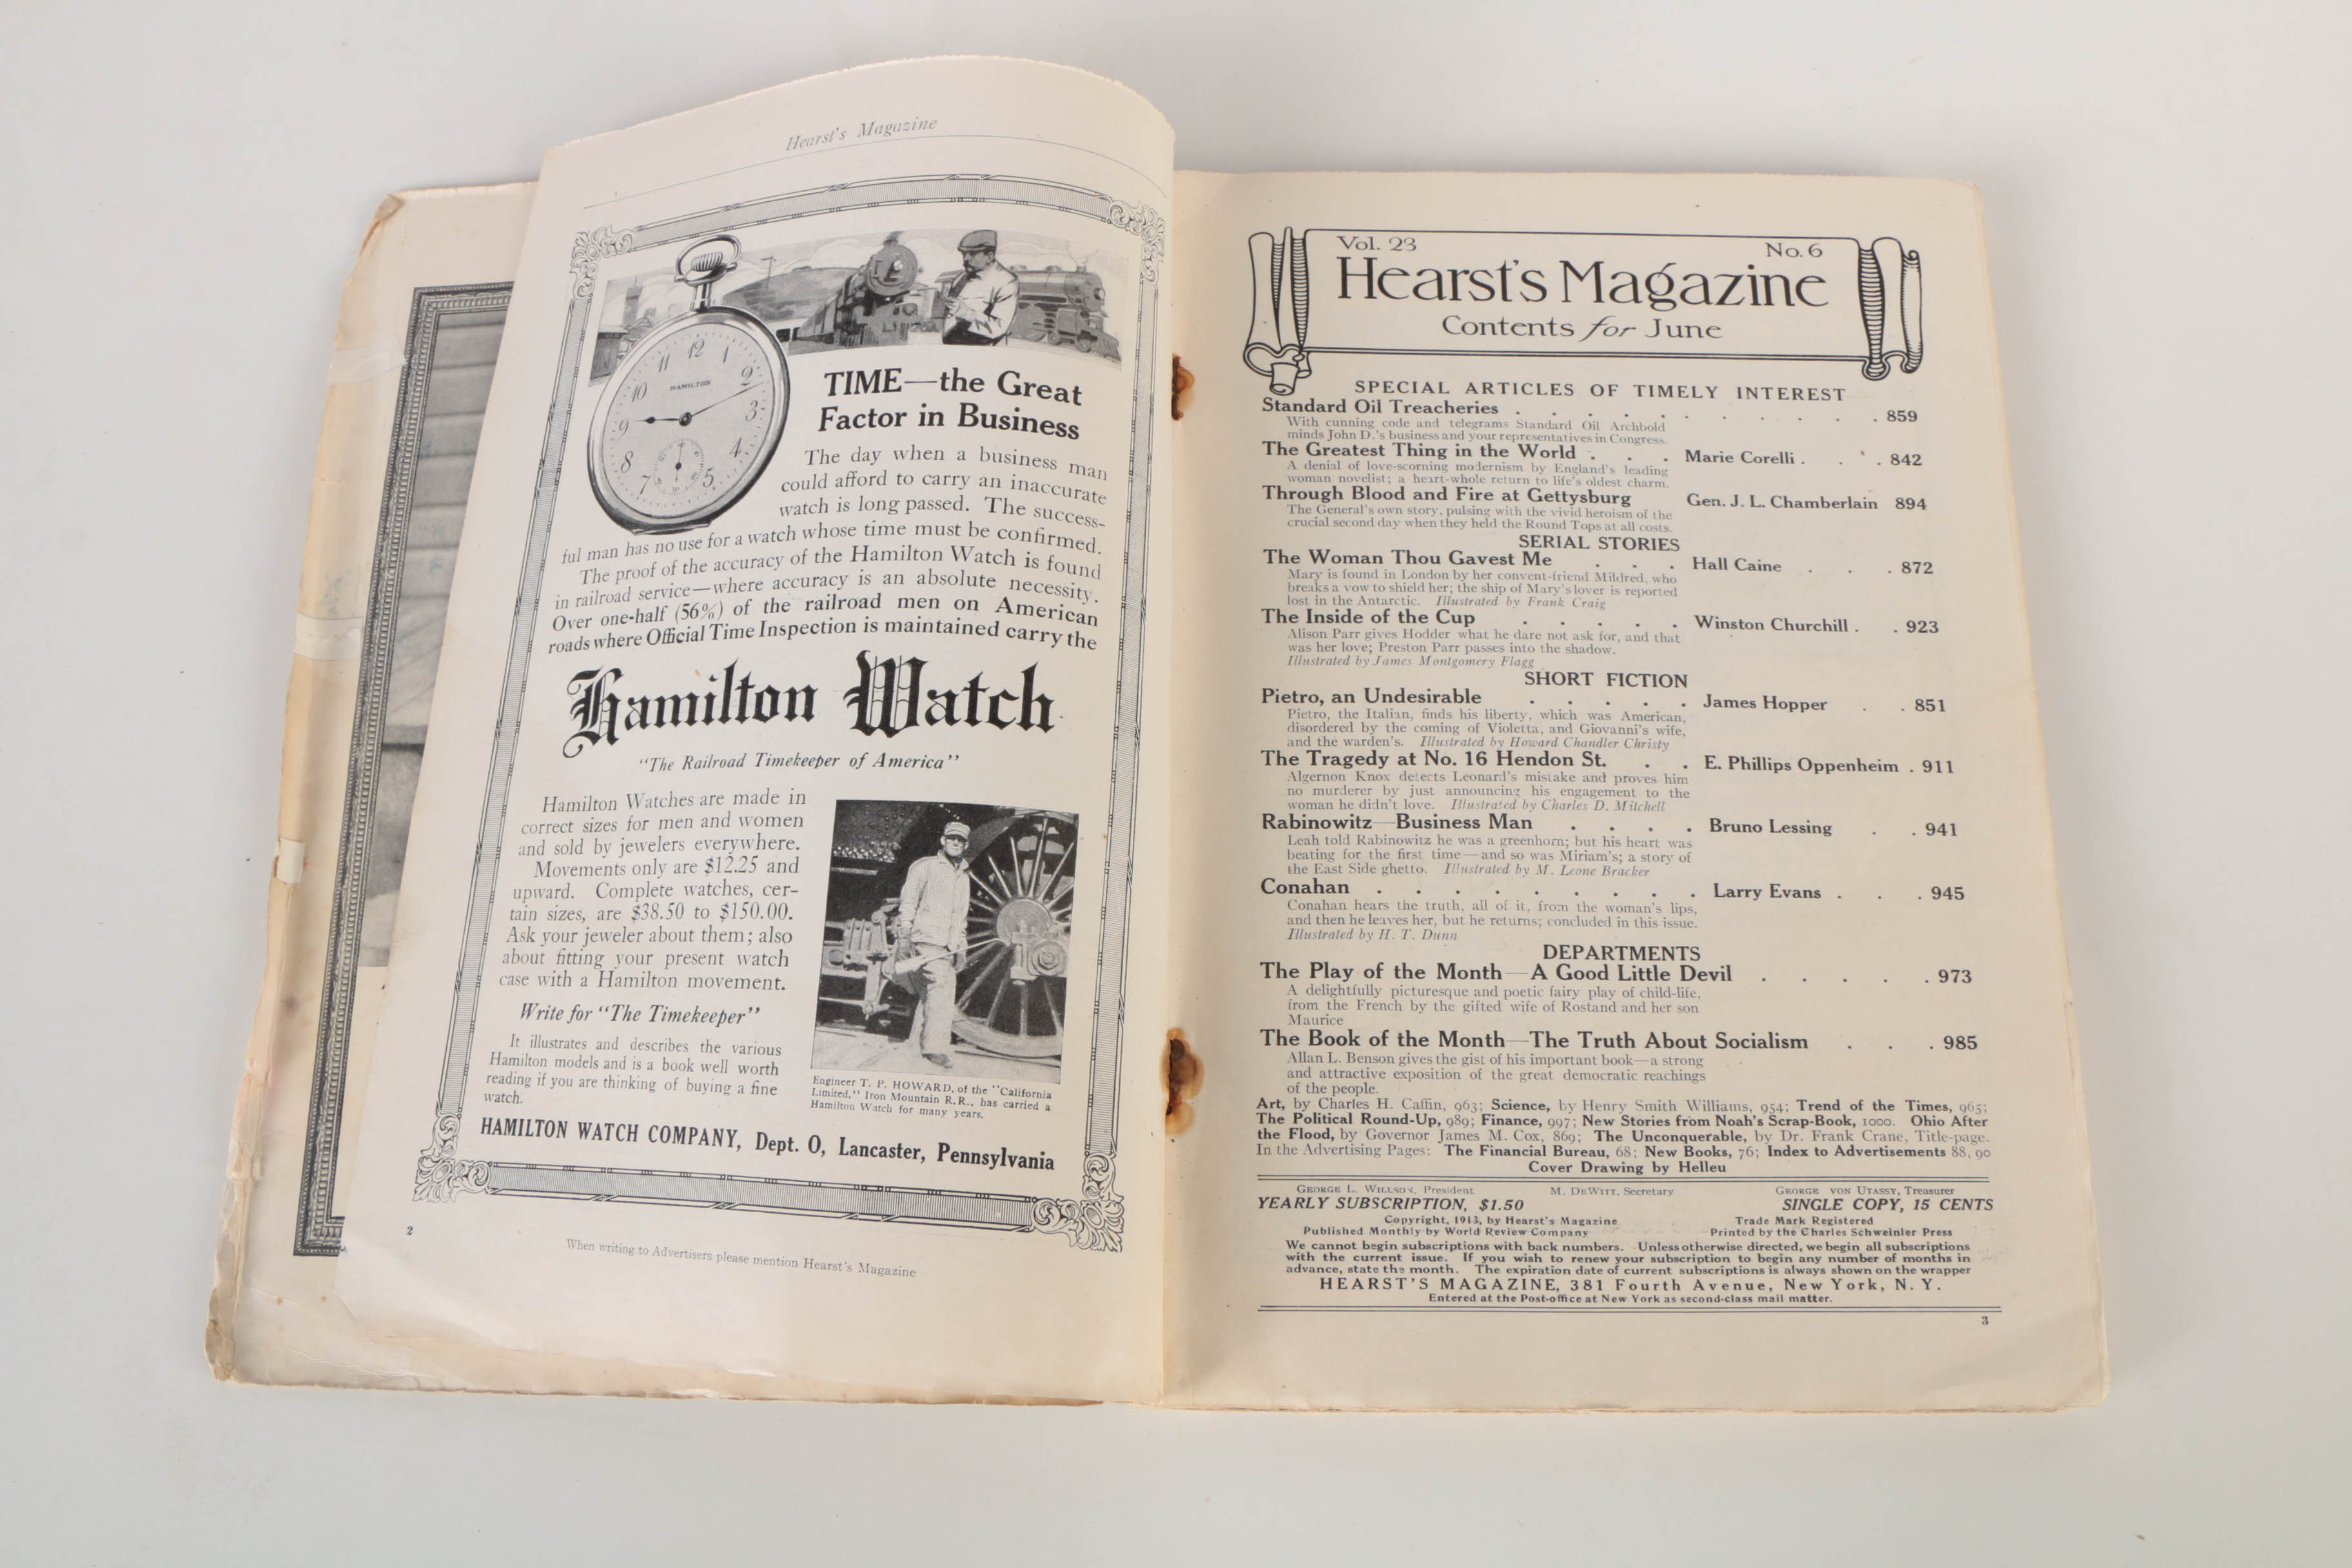 Hearst's Magazine
HAMILTON
12
1
2
3
4
5
7
8
9
10
11
TIME—the Great
Factor in Business
The day when a business man
could afford to carry an inaccurate
watch is long passed. The success-
ful man has no use for a watch whose time must be confirmed.
The proof of the accuracy of the Hamilton Watch is found
in railroad service—where accuracy is an absolute necessity.
Over one-half (56%) of the railroad men on American
roads where Official Time Inspection is maintained carry the
Hamilton Watch
"The Railroad Timekeeper of America"
Hamilton Watches are made in
correct sizes for men and women
and sold by jewelers everywhere.
Movements only are $12.25 and
upward. Complete watches, cer-
tain sizes, are $38.50 to $150.00.
Ask your jeweler about them; also
about fitting your present watch
case with a Hamilton movement.
Write for "The Timekeeper"
It illustrates and describes the various
Hamilton models and is a book well worth
reading if you are thinking of buying a fine
watch.
Engineer T. P. HOWARD, of the "California
Limited," Iron Mountain R.R., has carried a
Hamilton Watch for many years.
HAMILTON WATCH COMPANY, Dept. O, Lancaster, Pennsylvania
2
When writing to Advertisers please mention Hearst's Magazine
Vol. 23 No. 6
Hearst's Magazine
Contents for June
SPECIAL ARTICLES OF TIMELY INTEREST
Standard Oil Treacheries . . . . . . . . . . 859
With cunning code and telegrams Standard Oil Archbold
minds John D.'s business and your representatives in Congress.
The Greatest Thing in the World . . . Marie Corelli . . . 842
A denial of love-scorning modernism by England's leading
woman novelist; a heart-whole return to life's oldest charm.
Through Blood and Fire at Gettysburg Gen. J. L. Chamberlain 894
The General's own story, pulsing with the vivid heroism of the
crucial second day when they held the Round Tops at all costs.
SERIAL STORIES
The Woman Thou Gavest Me . . . Hall Caine . . . 872
Mary is found in London by her convent-friend Mildred, who
breaks a vow to shield her; the ship of Mary's lover is reported
lost in the Antarctic. Illustrated by Frank Craig
The Inside of the Cup . . . . . Winston Churchill . . 923
Alison Parr gives Hodder what he dare not ask for, and that
was her love; Preston Parr passes into the shadow.
Illustrated by James Montgomery Flagg
SHORT FICTION
Pietro, an Undesirable . . . . . James Hopper . . 851
Pietro, the Italian, finds his liberty, which was American,
disordered by the coming of Violetta, and Giovanni's wife,
and the warden's. Illustrated by Howard Chandler Christy
The Tragedy at No. 16 Hendon St. . . E. Phillips Oppenheim . 911
Algernon Knox detects Leonard's mistake and proves him
no murderer by just announcing his engagement to the
woman he didn't love. Illustrated by Charles D. Mitchell
Rabinowitz—Business Man . . . . Bruno Lessing . . 941
Leah told Rabinowitz he was a greenhorn; but his heart was
beating for the first time—and so was Miriam's; a story of
the East Side ghetto. Illustrated by M. Leone Bracker
Conahan . . . . . . . . . Larry Evans . . . 945
Conahan hears the truth, all of it, from the woman's lips,
and then he leaves her, but he returns; concluded in this issue.
Illustrated by H. T. Dunn
DEPARTMENTS
The Play of the Month—A Good Little Devil . . . . . 973
A delightfully picturesque and poetic fairy play of child-life,
from the French by the gifted wife of Rostand and her son
Maurice
The Book of the Month—The Truth About Socialism . . . 985
Allan L. Benson gives the gist of his important book—a strong
and attractive exposition of the great democratic reachings
of the people.
Art, by Charles H. Caffin, 963; Science, by Henry Smith Williams, 954; Trend of the Times, 965;
The Political Round-Up, 989; Finance, 997; New Stories from Noah's Scrap-Book, 1000. Ohio After
the Flood, by Governor James M. Cox, 869; The Unconquerable, by Dr. Frank Crane, Title-page.
In the Advertising Pages: The Financial Bureau, 68; New Books, 76; Index to Advertisements 88, 90
Cover Drawing by Helleu
GEORGE L. WILLSON, President M. DEWITT, Secretary GEORGE VON UTASSY, Treasurer
YEARLY SUBSCRIPTION, $1.50 SINGLE COPY, 15 CENTS
Copyright, 1913, by Hearst's Magazine Trade Mark Registered
Published Monthly by World Review Company Printed by the Charles Schweinler Press
We cannot begin subscriptions with back numbers. Unless otherwise directed, we begin all subscriptions
with the current issue. If you wish to renew your subscription to begin any number of months in
advance, state the month. The expiration date of current subscriptions is always shown on the wrapper
HEARST'S MAGAZINE, 381 Fourth Avenue, New York, N. Y.
Entered at the Post-office at New York as second-class mail matter.
3